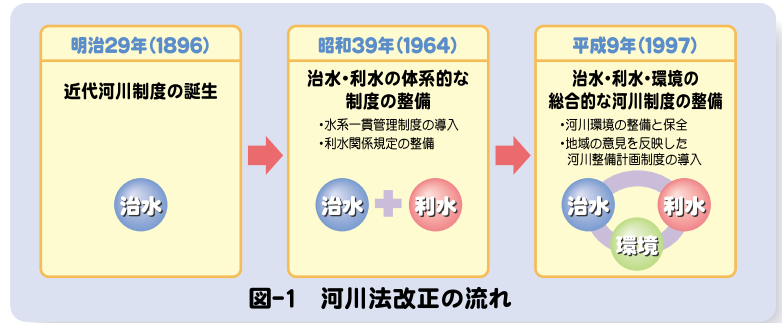 明治29年(1896)
近代河川制度の誕生
治水
昭和39年(1964)
治水・利水の体系的な
制度の整備
・水系一貫管理制度の導入
・利水関係規定の整備
治水
+
利水
平成9年(1997)
治水・利水・環境の
総合的な河川制度の整備
・河川環境の整備と保全
・地域の意見を反映した
河川整備計画制度の導入
治水
利水
環境
図-1 河川法改正の流れ